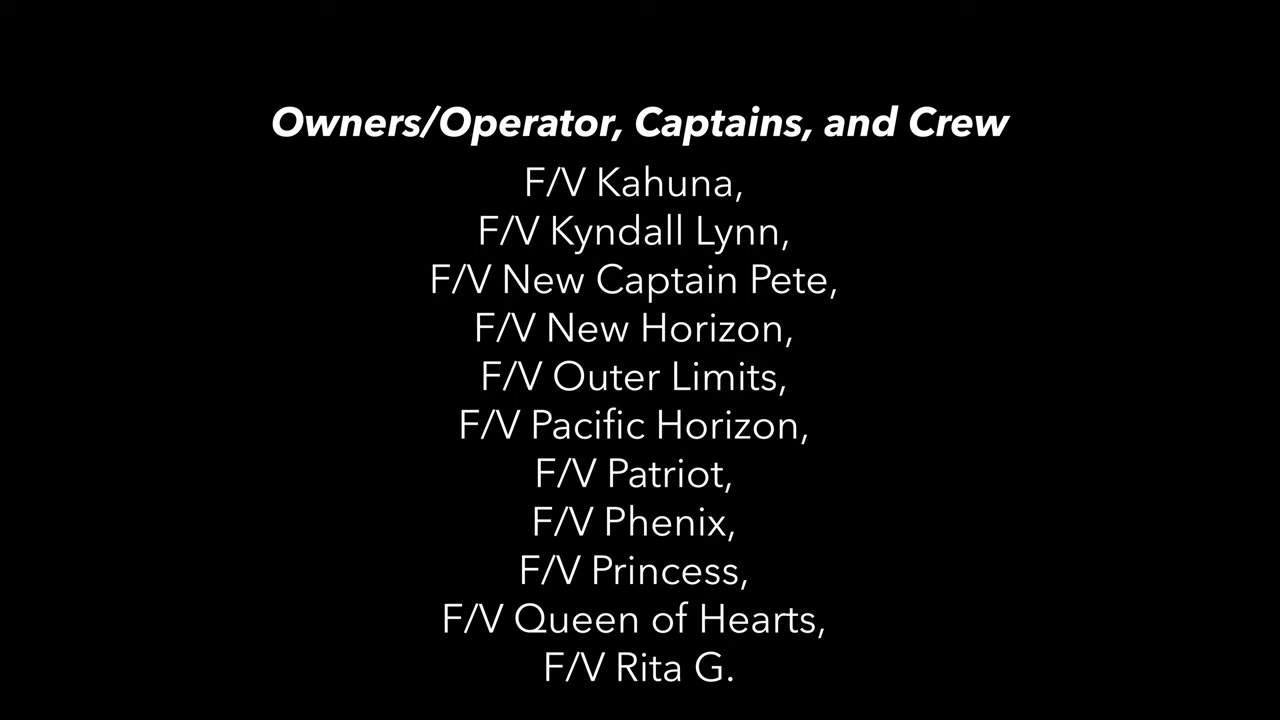 Owners/Operator, Captains, and Crew
F/V Kahuna,
F/V Kyndall Lynn,
F/V New Captain Pete,
F/V New Horizon,
F/V Outer Limits,
F/V Pacific Horizon,
F/V Patriot,
F/V Phenix,
F/V Princess,
F/V Queen of Hearts,
F/V Rita G.